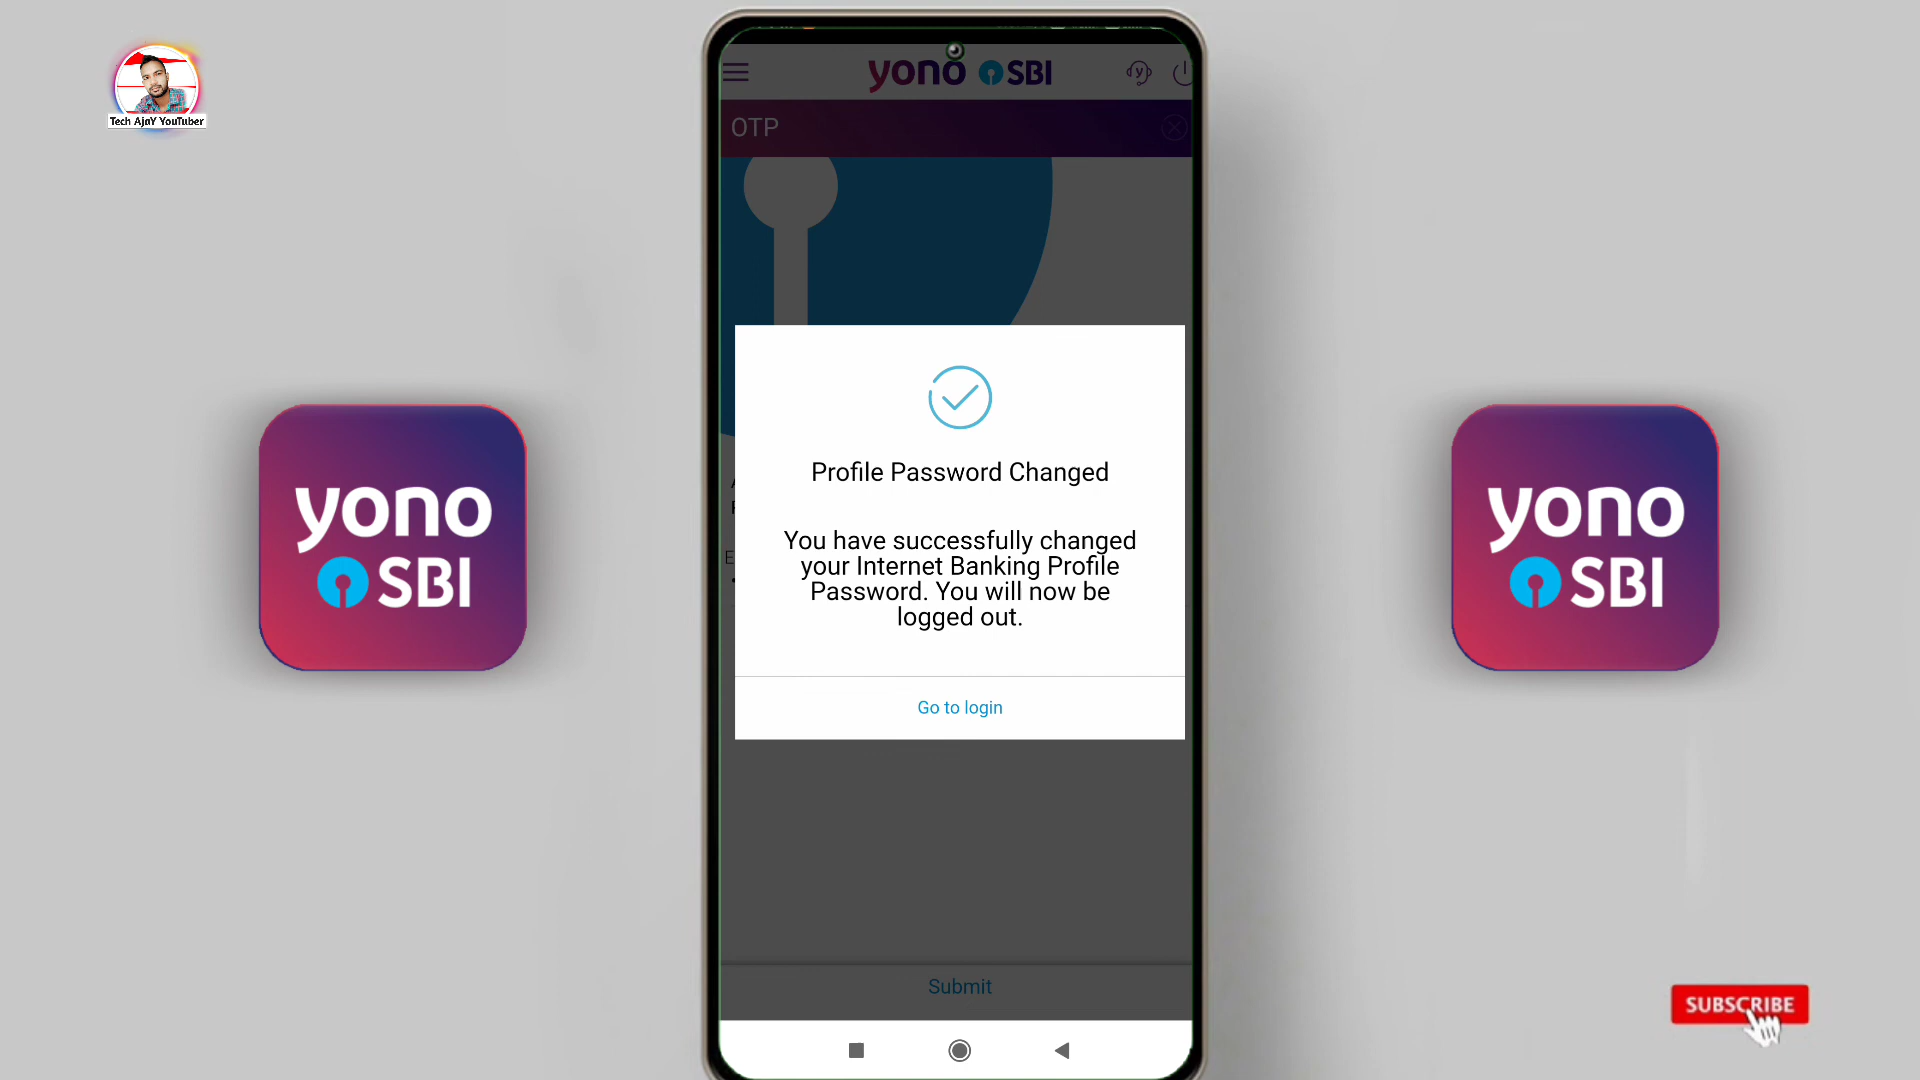 Tech AjaY YouTuber
yono SBI
OTP
Profile Password Changed
You have successfully changed
your Internet Banking Profile
Password. You will now be
logged out.
Go to login
Submit
yono
SBI
yono
SBI
SUBSCRIBE